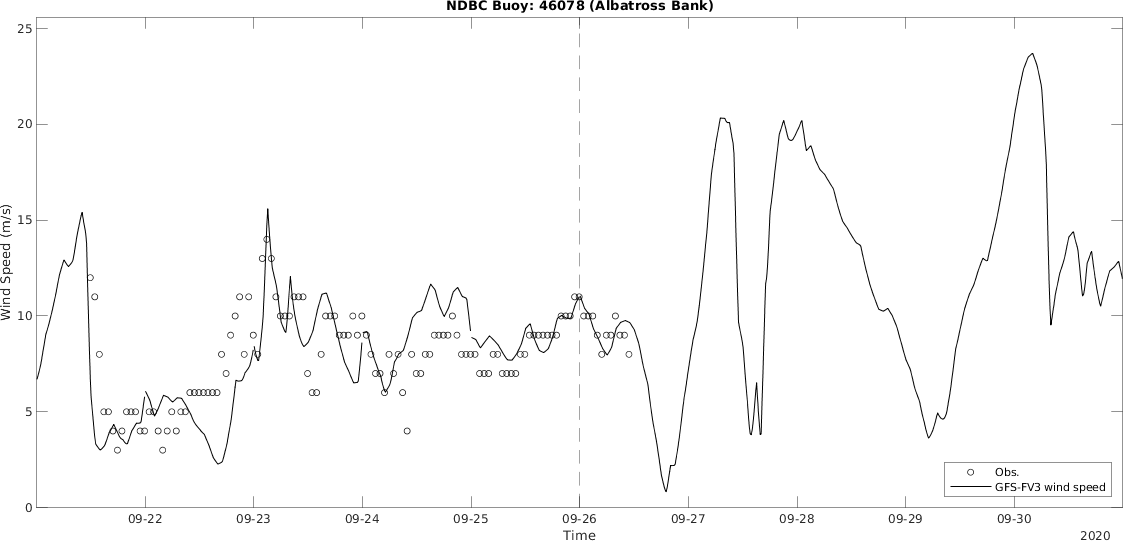 NDBC Buoy: 46078 (Albatross Bank)
Wind Speed (m/s)
25
20
15
10
5
0
09-22 09-23 09-24 09-25 09-26 09-27 09-28 09-29 09-30
Time
2020
Obs.
GFS-FV3 wind speed